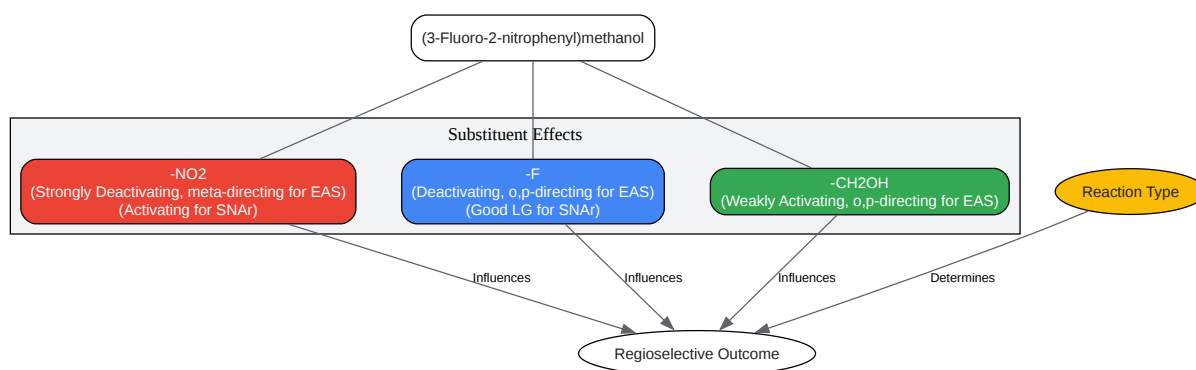 (3-Fluoro-2-nitrophenyl)methanol
Substituent Effects
-NO2
(Strongly Deactivating, meta-directing for EAS)
(Activating for SNAr)
-F
(Deactivating, o,p-directing for EAS)
(Good LG for SNAr)
-CH2OH
(Weakly Activating, o,p-directing for EAS)
Reaction Type
Influences
Influences
Influences
Determines
Regioselective Outcome